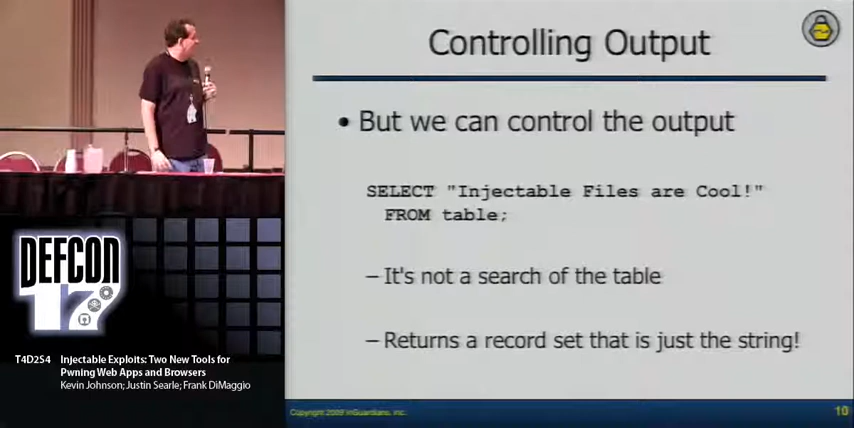 Controlling Output
• But we can control the output
SELECT "Injectable Files are Cool!"
FROM table;
– It's not a search of the table
– Returns a record set that is just the string!
Copyright 2009 InGuardians, Inc.
10
DEFCON
17
T4D254 Injectable Exploits: Two New Tools for
Pwning Web Apps and Browsers
Kevin Johnson; Justin Searle; Frank DiMaggio